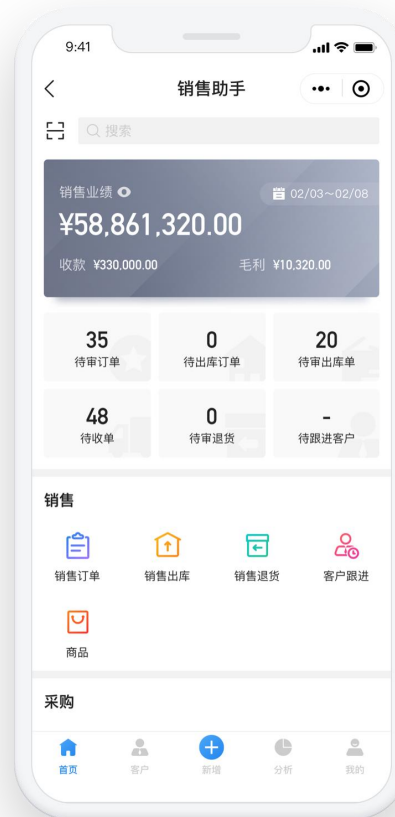 9:41
销售助手
搜索
销售业绩 02/03~02/08
¥58,861,320.00
收款 ¥330,000.00 毛利 ¥10,320.00
35 0 20
待审订单 待出库订单 待审出库单
48 0 -
待收单 待审退货 待跟进客户
销售
销售订单 销售出库 销售退货 客户跟进
商品
采购
首页 客户 新增 分析 我的